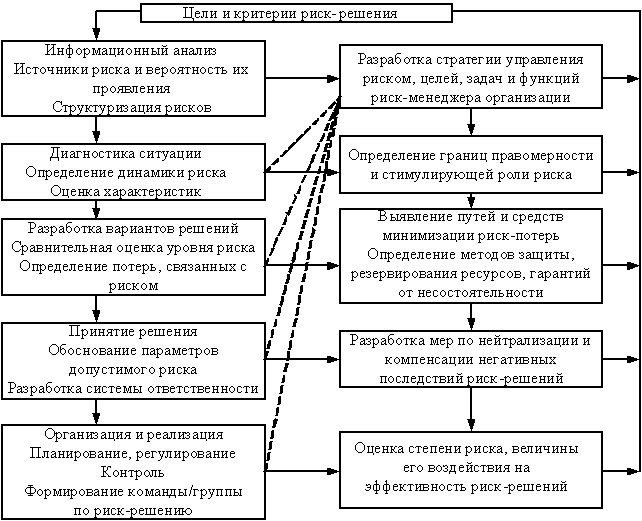 Цели и критерии риск-решения
Информационный анализ
Источники риска и вероятность их
проявления
Структуризация рисков
Диагностика ситуации
Определение динамики риска
Оценка характеристик
Разработка вариантов решений
Сравнительная оценка уровня риска
Определение потерь, связанных с
риском
Принятие решения
Обоснование параметров
допустимого риска
Разработка системы ответственности
Организация и реализация
Планирование, регулирование
Контроль
Формирование команды/группы
по риск-решению
Разработка стратегии управления
риском, целей, задач и функций
риск-менеджера организации
Определение границ правомерности
и стимулирующей роли риска
Выявление путей и средств
минимизации риск-потерь
Определение методов защиты,
резервирования ресурсов, гарантий
от несостоятельности
Разработка мер по нейтрализации и
компенсации негативных
последствий риск-решений
Оценка степени риска, величины
его воздействия на
эффективность риск-решений